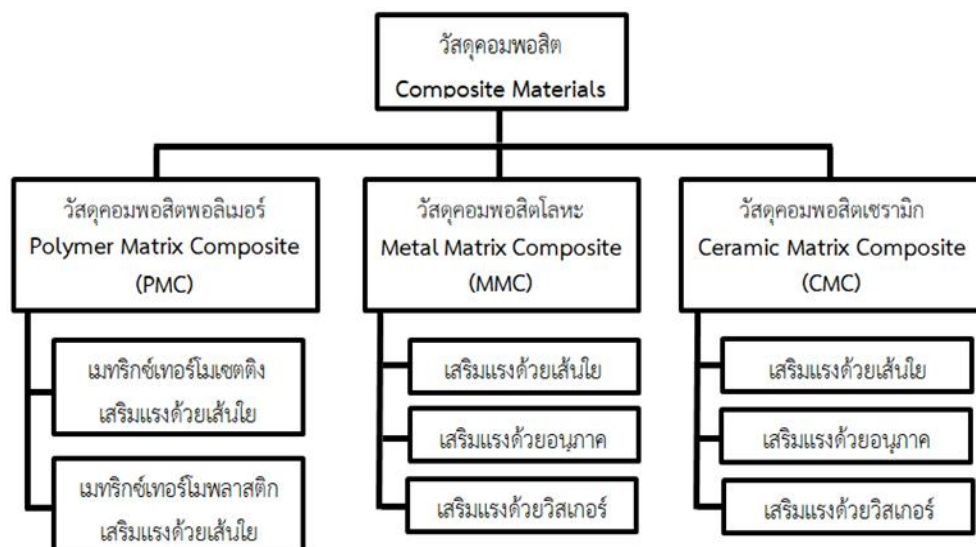 วัสดุคอมพอสิต
Composite Materials
วัสดุคอมพอสิตพอลิเมอร์
Polymer Matrix Composite
(PMC)
เมทริกซ์เทอร์โมเซตติง
เสริมแรงด้วยเส้นใย
เมทริกซ์เทอร์โมพลาสติก
เสริมแรงด้วยเส้นใย
วัสดุคอมพอสิตโลหะ
Metal Matrix Composite
(MMC)
เสริมแรงด้วยเส้นใย
เสริมแรงด้วยอนุภาค
เสริมแรงด้วยวิสเกอร์
วัสดุคอมพอสิตเซรามิก
Ceramic Matrix Composite
(CMC)
เสริมแรงด้วยเส้นใย
เสริมแรงด้วยอนุภาค
เสริมแรงด้วยวิสเกอร์